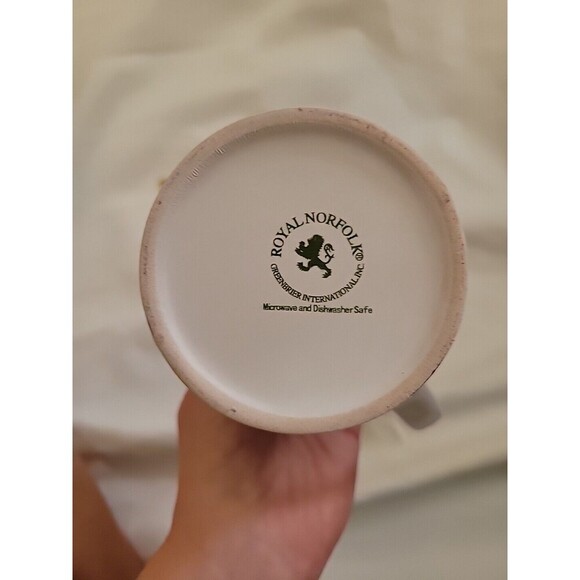 ROYAL NORFOLK®
GREENBRIER INTERNATIONAL, INC.
Microwave and Dishwasher Safe